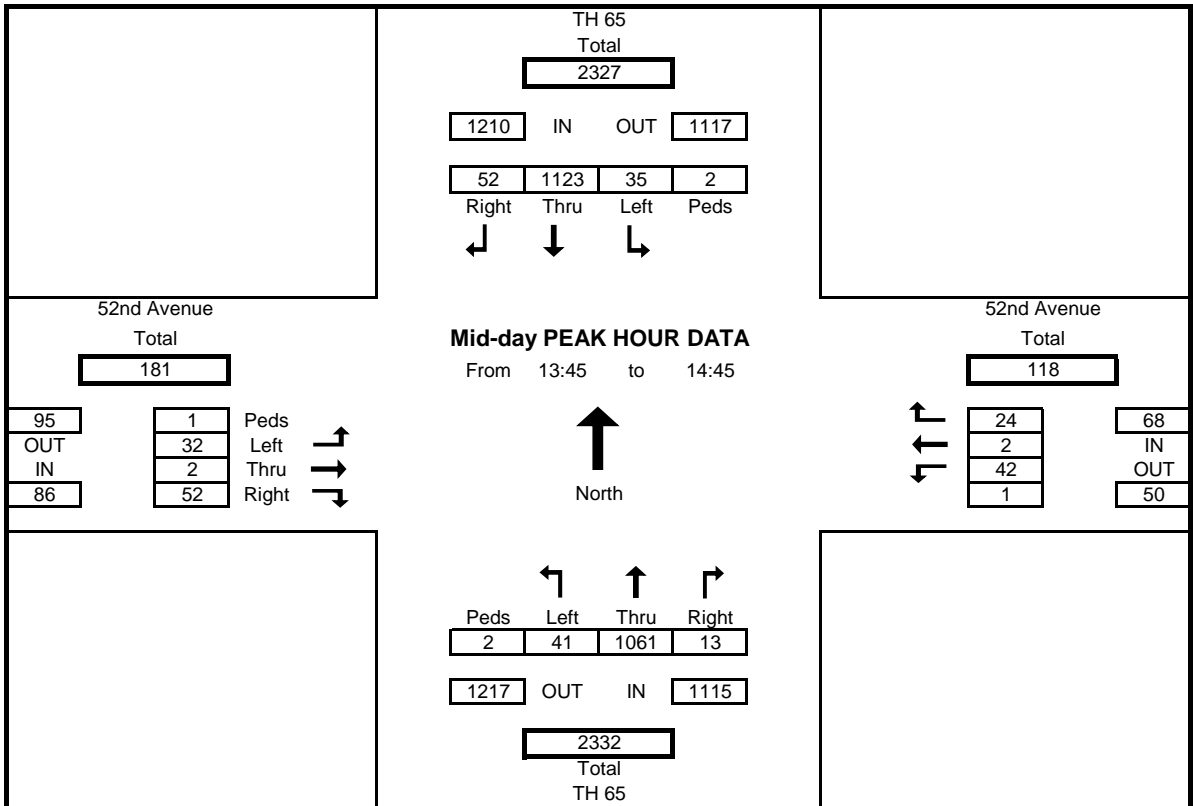 TH 65
Total
2327
1210 IN OUT 1117
52 1123 35 2
Right Thru Left Peds
52nd Avenue
Total
181
95 1 Peds
OUT 32 Left
IN 2 Thru
86 52 Right
Mid-day PEAK HOUR DATA
From 13:45 to 14:45
North
52nd Avenue
Total
118
24 68
2 IN
42 OUT
1 50
Peds Left Thru Right
2 41 1061 13
1217 OUT IN 1115
2332
Total
TH 65